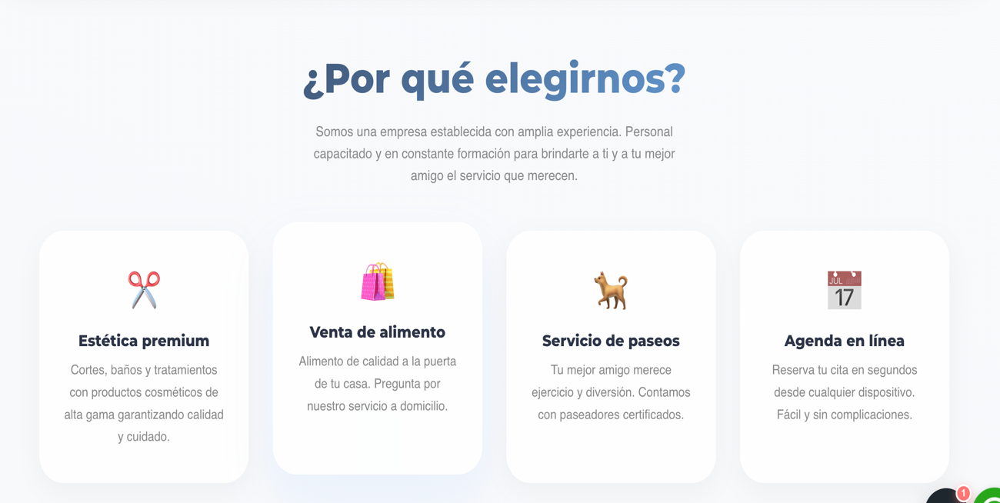 ¿Por qué elegirnos?
Somos una empresa establecida con amplia experiencia. Personal
capacitado y en constante formación para brindarte a ti y a tu mejor
amigo el servicio que merecen.
JUL
17
Estética premium
Cortes, baños y tratamientos
con productos cosméticos de
alta gama garantizando calidad
y cuidado.
Venta de alimento
Alimento de calidad a la puerta
de tu casa. Pregunta por
nuestro servicio a domicilio.
Servicio de paseos
Tu mejor amigo merece
ejercicio y diversión. Contamos
con paseadores certificados.
Agenda en línea
Reserva tu cita en segundos
desde cualquier dispositivo.
Fácil y sin complicaciones.
1